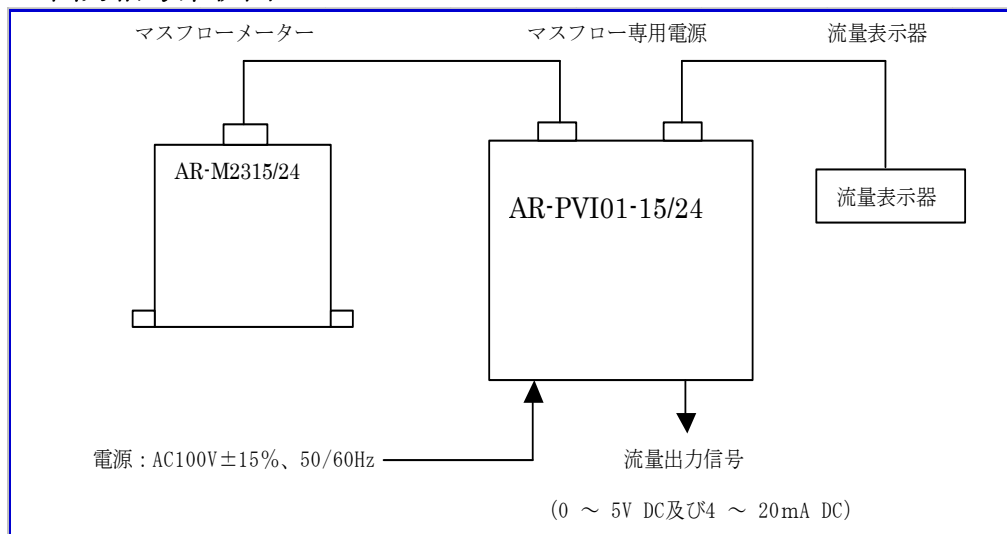 マスフローメーター
マスフロー専用電源
流量表示器
AR-M2315/24
AR-PVI01-15/24
流量表示器
電源：AC100V±15％、50/60Hz
流量出力信号
(0 ～ 5V DC及び4 ～ 20mA DC)